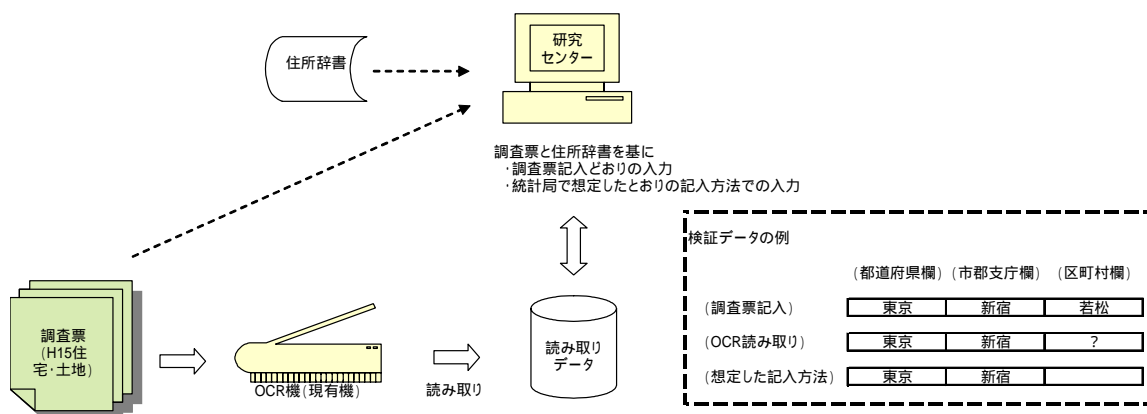 住所辞書
研究
センター
調査票と住所辞書を基に
・調査票記入どおりの入力
・統計局で想定したとおりの記入方法での入力
調査票
(H15住
宅・土地)
OCR機(現有機)
読み取り
読み取り
データ
検証データの例
(都道府県欄) (市郡支庁欄) (区町村欄)
(調査票記入) 東京 新宿 若松
(OCR読み取り) 東京 新宿 ?
(想定した記入方法) 東京 新宿